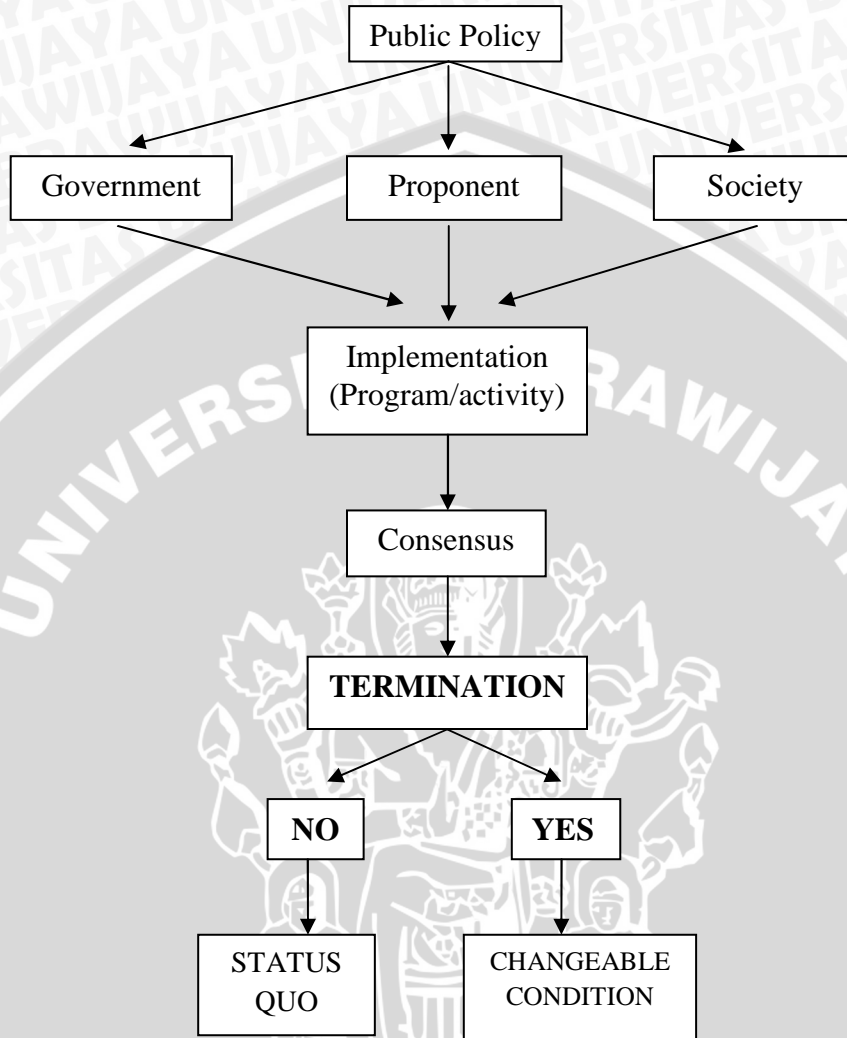 Public Policy
Government
Proponent
Society
Implementation
(Program/activity)
Consensus
TERMINATION
NO
YES
STATUS
QUO
CHANGEABLE
CONDITION